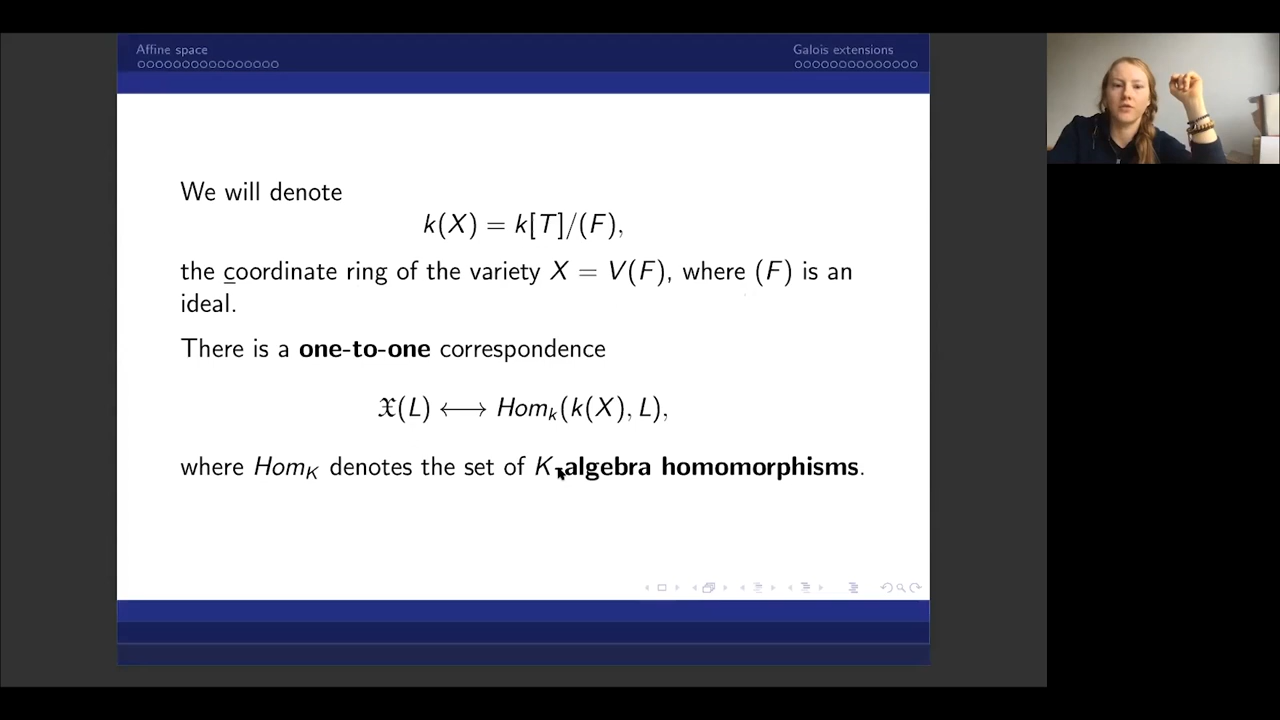 Affine space
Galois extensions
We will denote
k(X) = k[T]/(F),
the coordinate ring of the variety X = V(F), where (F) is an
ideal.
There is a one-to-one correspondence
𝔛(L) ⟷ Hom_k(k(X), L),
where Hom_K denotes the set of K-algebra homomorphisms.